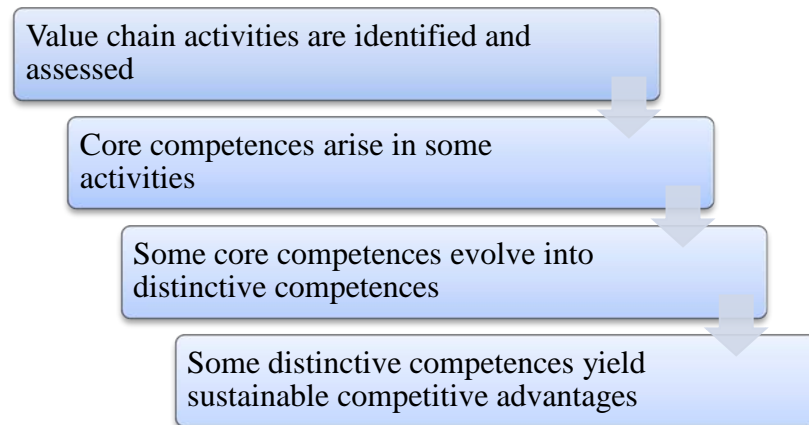 Value chain activities are identified and
assessed
Core competences arise in some
activities
Some core competences evolve into
distinctive competences
Some distinctive competences yield
sustainable competitive advantages